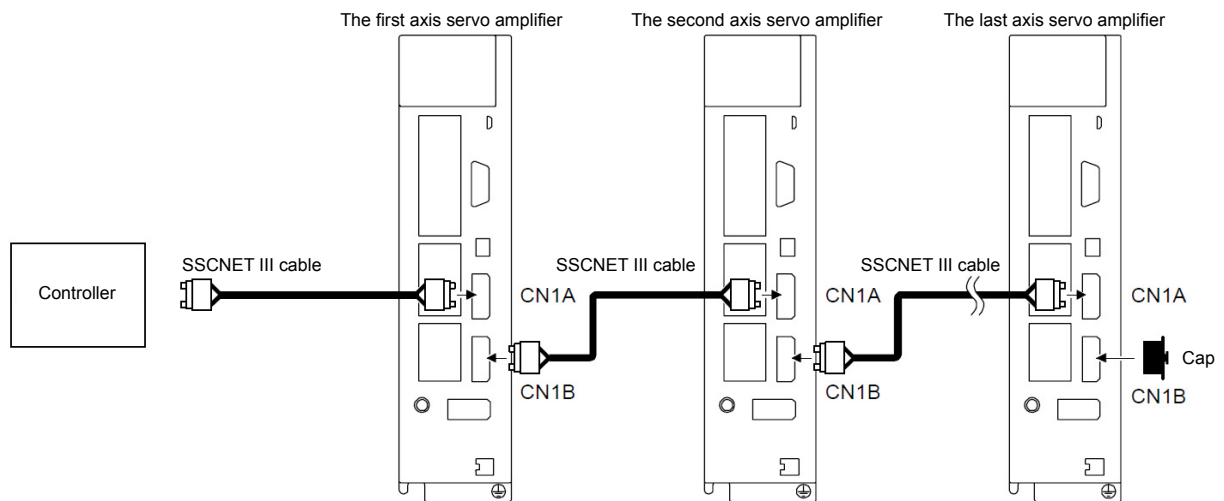 The first axis servo amplifier
The second axis servo amplifier
The last axis servo amplifier
Controller
SSCNET III cable
CN1A
CN1B
SSCNET III cable
CN1A
CN1B
SSCNET III cable
CN1A
Cap
CN1B